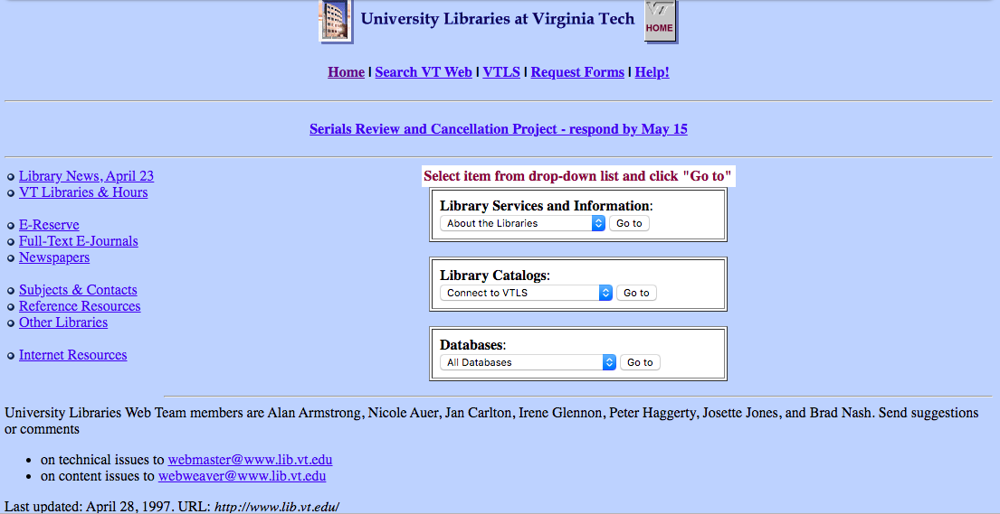 University Libraries at Virginia Tech
VT
HOME
Home | Search VT Web | VTLS | Request Forms | Help!
Serials Review and Cancellation Project - respond by May 15
Library News, April 23
VT Libraries & Hours
E-Reserve
Full-Text E-Journals
Newspapers
Subjects & Contacts
Reference Resources
Other Libraries
Internet Resources
Select item from drop-down list and click "Go to"
Library Services and Information:
About the Libraries Go to
Library Catalogs:
Connect to VTLS Go to
Databases:
All Databases Go to
University Libraries Web Team members are Alan Armstrong, Nicole Auer, Jan Carlton, Irene Glennon, Peter Haggerty, Josette Jones, and Brad Nash. Send suggestions
or comments
• on technical issues to webmaster@www.lib.vt.edu
• on content issues to webweaver@www.lib.vt.edu
Last updated: April 28, 1997. URL: http://www.lib.vt.edu/